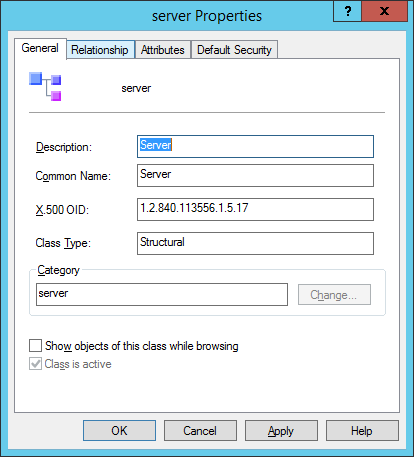 server Properties
? x
General Relationship Attributes Default Security
server
Description: Server
Common Name: Server
X.500 OID: 1.2.840.113556.1.5.17
Class Type: Structural
Category
server Change...
Show objects of this class while browsing
Class is active
OK Cancel Apply Help